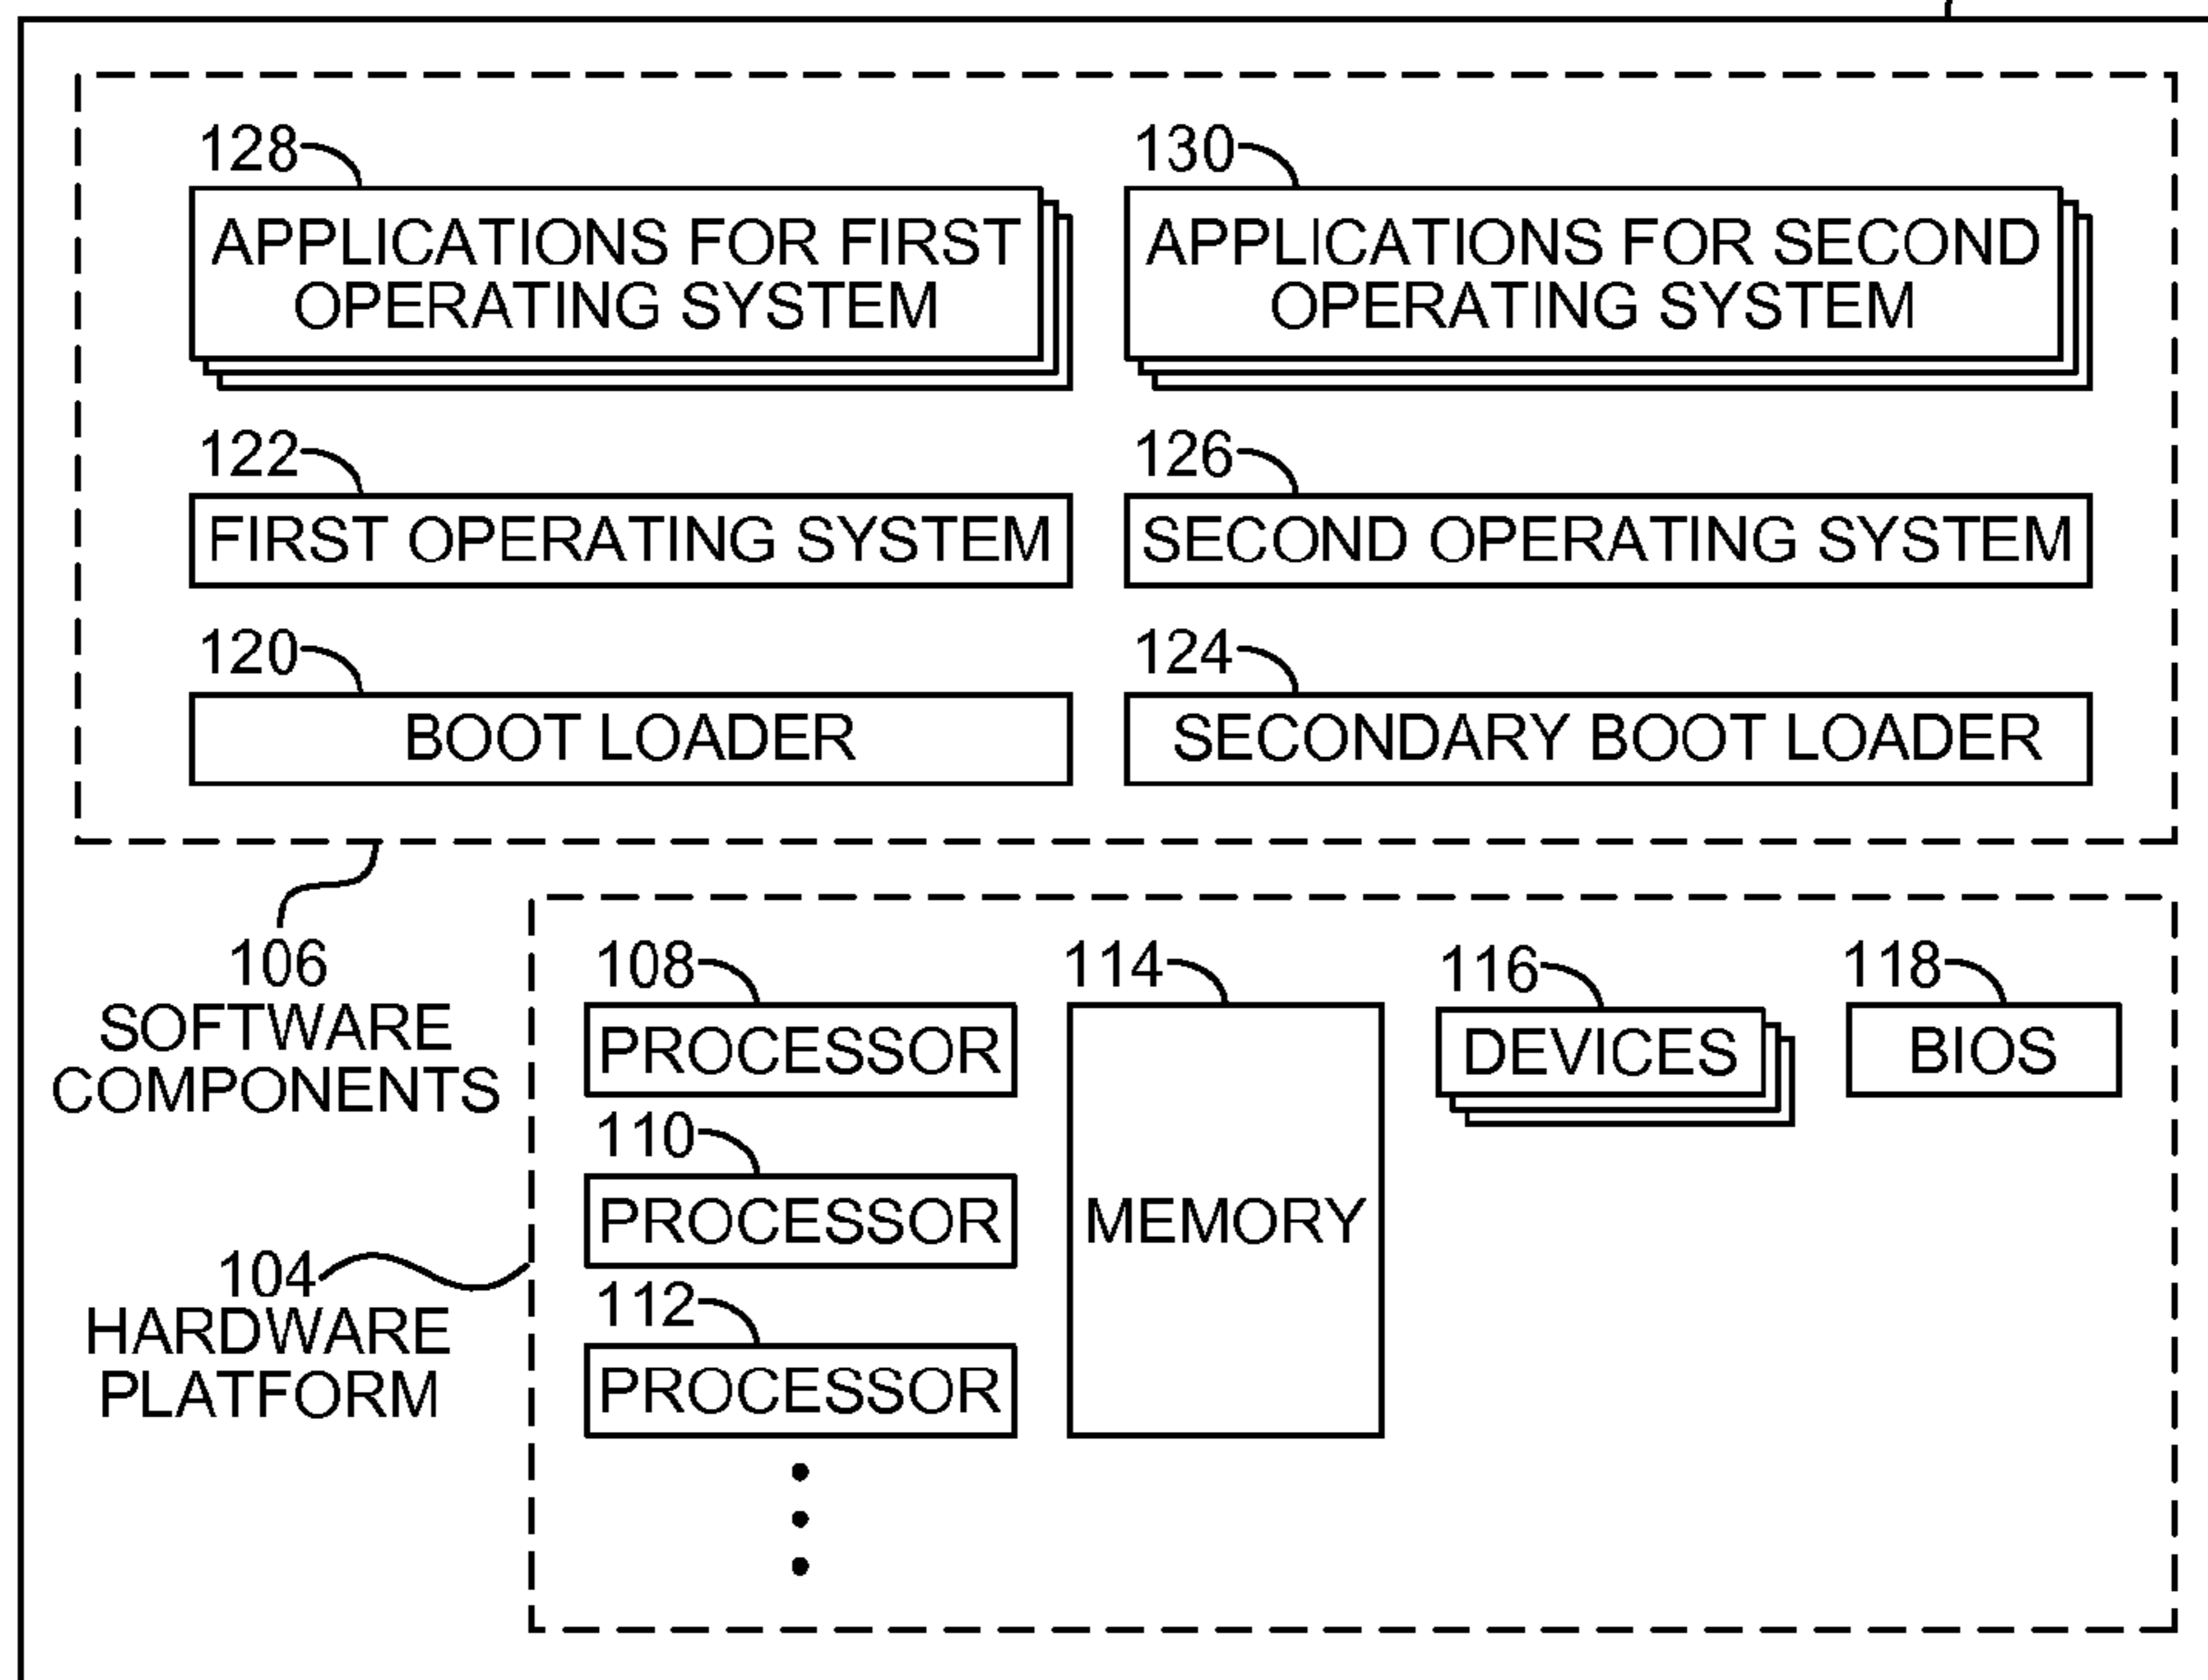 128
130
APPLICATIONS FOR FIRST
OPERATING SYSTEM
APPLICATIONS FOR SECOND
OPERATING SYSTEM
122
126
FIRST OPERATING SYSTEM
SECOND OPERATING SYSTEM
120
124
BOOT LOADER
SECONDARY BOOT LOADER
106
SOFTWARE
COMPONENTS
108
114
116
118
PROCESSOR
DEVICES
BIOS
110
PROCESSOR
MEMORY
104
HARDWARE
PLATFORM
112
PROCESSOR